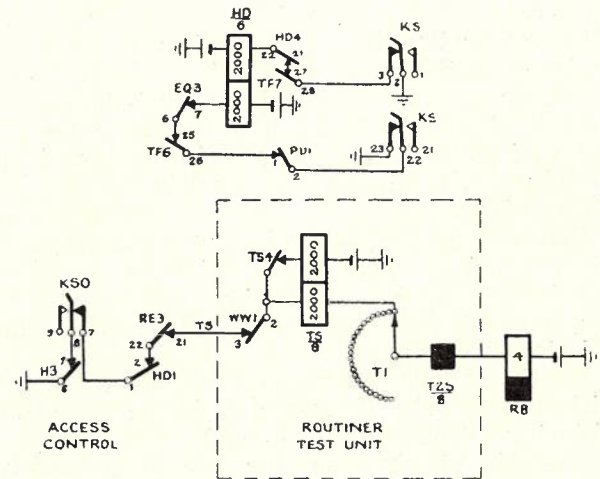 HD
6
2000
2000
HD4
22
21
27
TF7
28
KS
3
2
1
EQ3
6
7
25
TF6
26
PU1
1
2
KS
23
22
21
KSO
9
8
7
H3
RE3
22
21
TS
2
HD1
1
WW1
3
2
TS4
2000
2000
TS
8
T1
TZS
8
4
RB
ACCESS
CONTROL
ROUTINER
TEST UNIT